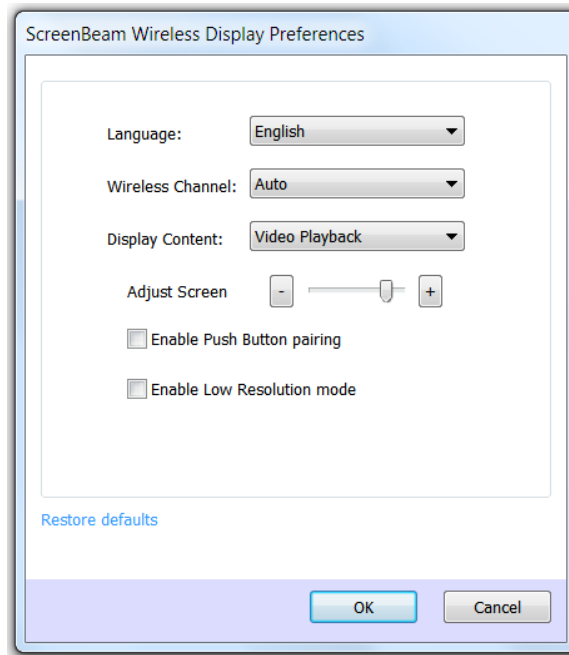 ScreenBeam Wireless Display Preferences
Language: English
Wireless Channel: Auto
Display Content: Video Playback
Adjust Screen - +
Enable Push Button pairing
Enable Low Resolution mode
Restore defaults
OK Cancel